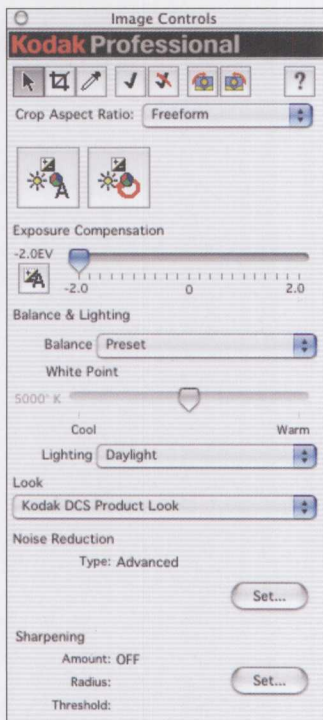 Image Controls
Kodak Professional
?
Crop Aspect Ratio: Freeform
A
Exposure Compensation
-2.0EV
A
-2.0 0 2.0
Balance & Lighting
Balance Preset
White Point
5000° K
Cool Warm
Lighting Daylight
Look
Kodak DCS Product Look
Noise Reduction
Type: Advanced
Set...
Sharpening
Amount: OFF
Radius: Set...
Threshold: